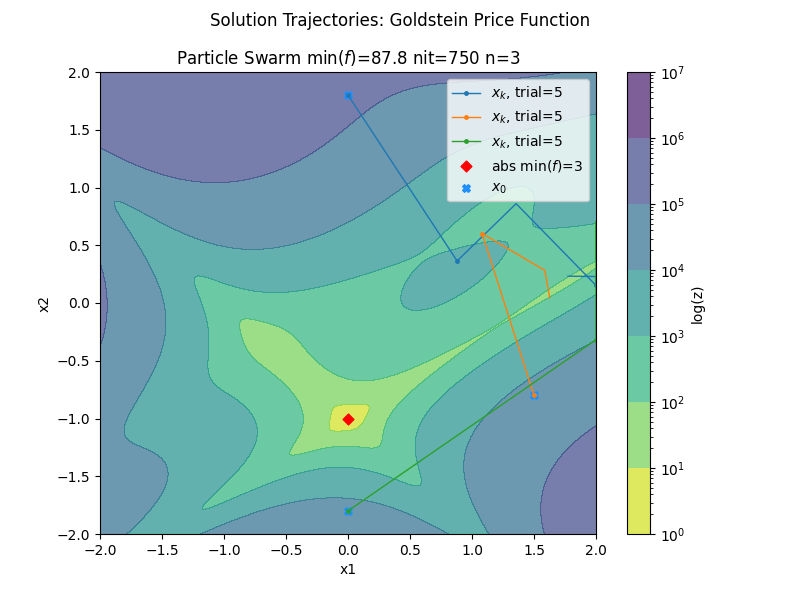 Solution Trajectories: Goldstein Price Function
Particle Swarm min(f)=87.8 nit=750 n=3
x_k, trial=5
x_k, trial=5
x_k, trial=5
abs min(f)=3
x_0
2.0
1.5
1.0
0.5
0.0
−0.5
−1.0
−1.5
−2.0
x2
−2.0 −1.5 −1.0 −0.5 0.0 0.5 1.0 1.5 2.0
x1
10^7
10^6
10^5
10^4
10^3
10^2
10^1
10^0
log(z)